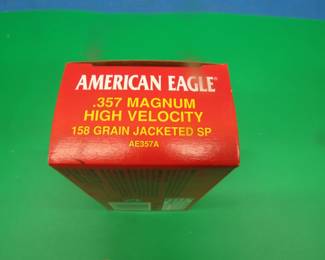 AMERICAN EAGLE®
.357 MAGNUM
HIGH VELOCITY
158 GRAIN JACKETED SP
AE357A